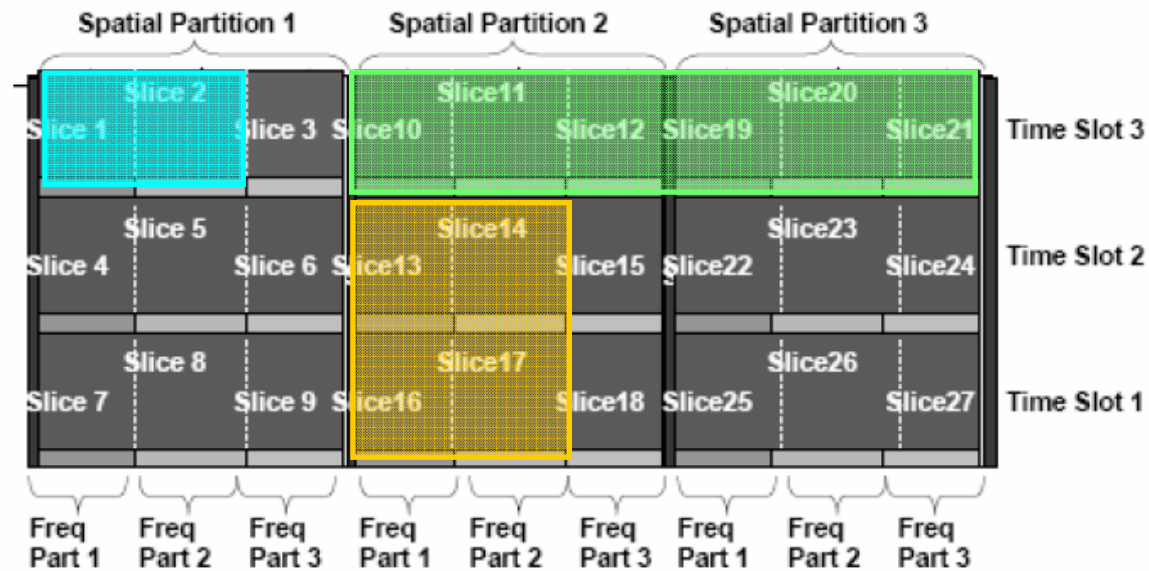 Spatial Partition 1 Spatial Partition 2 Spatial Partition 3
Slice 2 Slice11 Slice20
Slice 1 Slice 3 Slice10 Slice12 Slice19 Slice21 Time Slot 3
Slice 5 Slice14 Slice23
Slice 4 Slice 6 Slice13 Slice15 Slice22 Slice24 Time Slot 2
Slice 8 Slice17 Slice26
Slice 7 Slice 9 Slice16 Slice18 Slice25 Slice27 Time Slot 1
Freq Freq Freq Freq Freq Freq Freq Freq Freq
Part 1 Part 2 Part 3 Part 1 Part 2 Part 3 Part 1 Part 2 Part 3